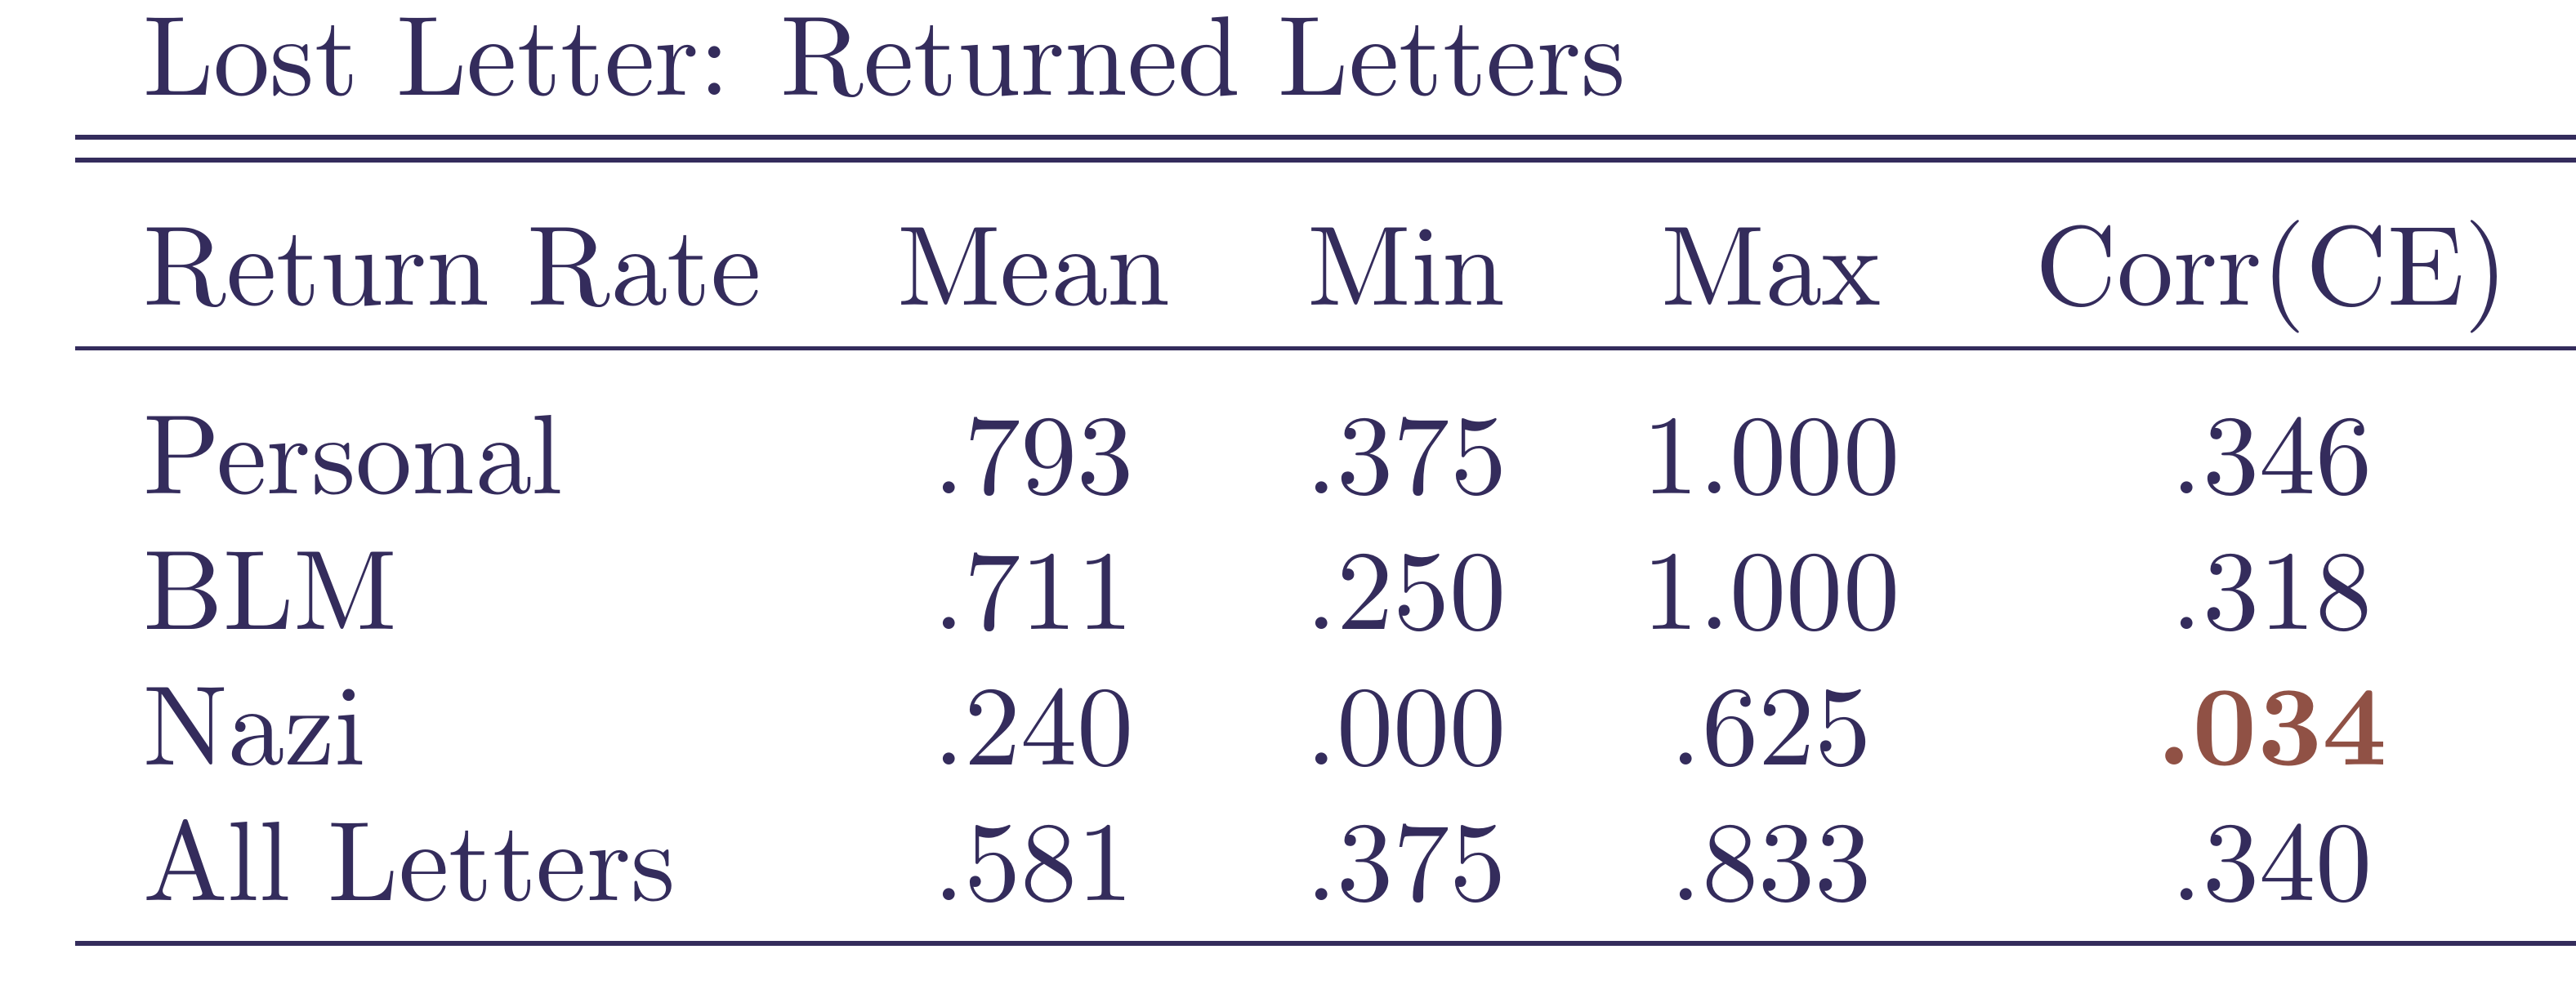 Lost Letter: Returned Letters
Return Rate Mean Min Max Corr(CE)
Personal .793 .375 1.000 .346
BLM .711 .250 1.000 .318
Nazi .240 .000 .625 .034
All Letters .581 .375 .833 .340